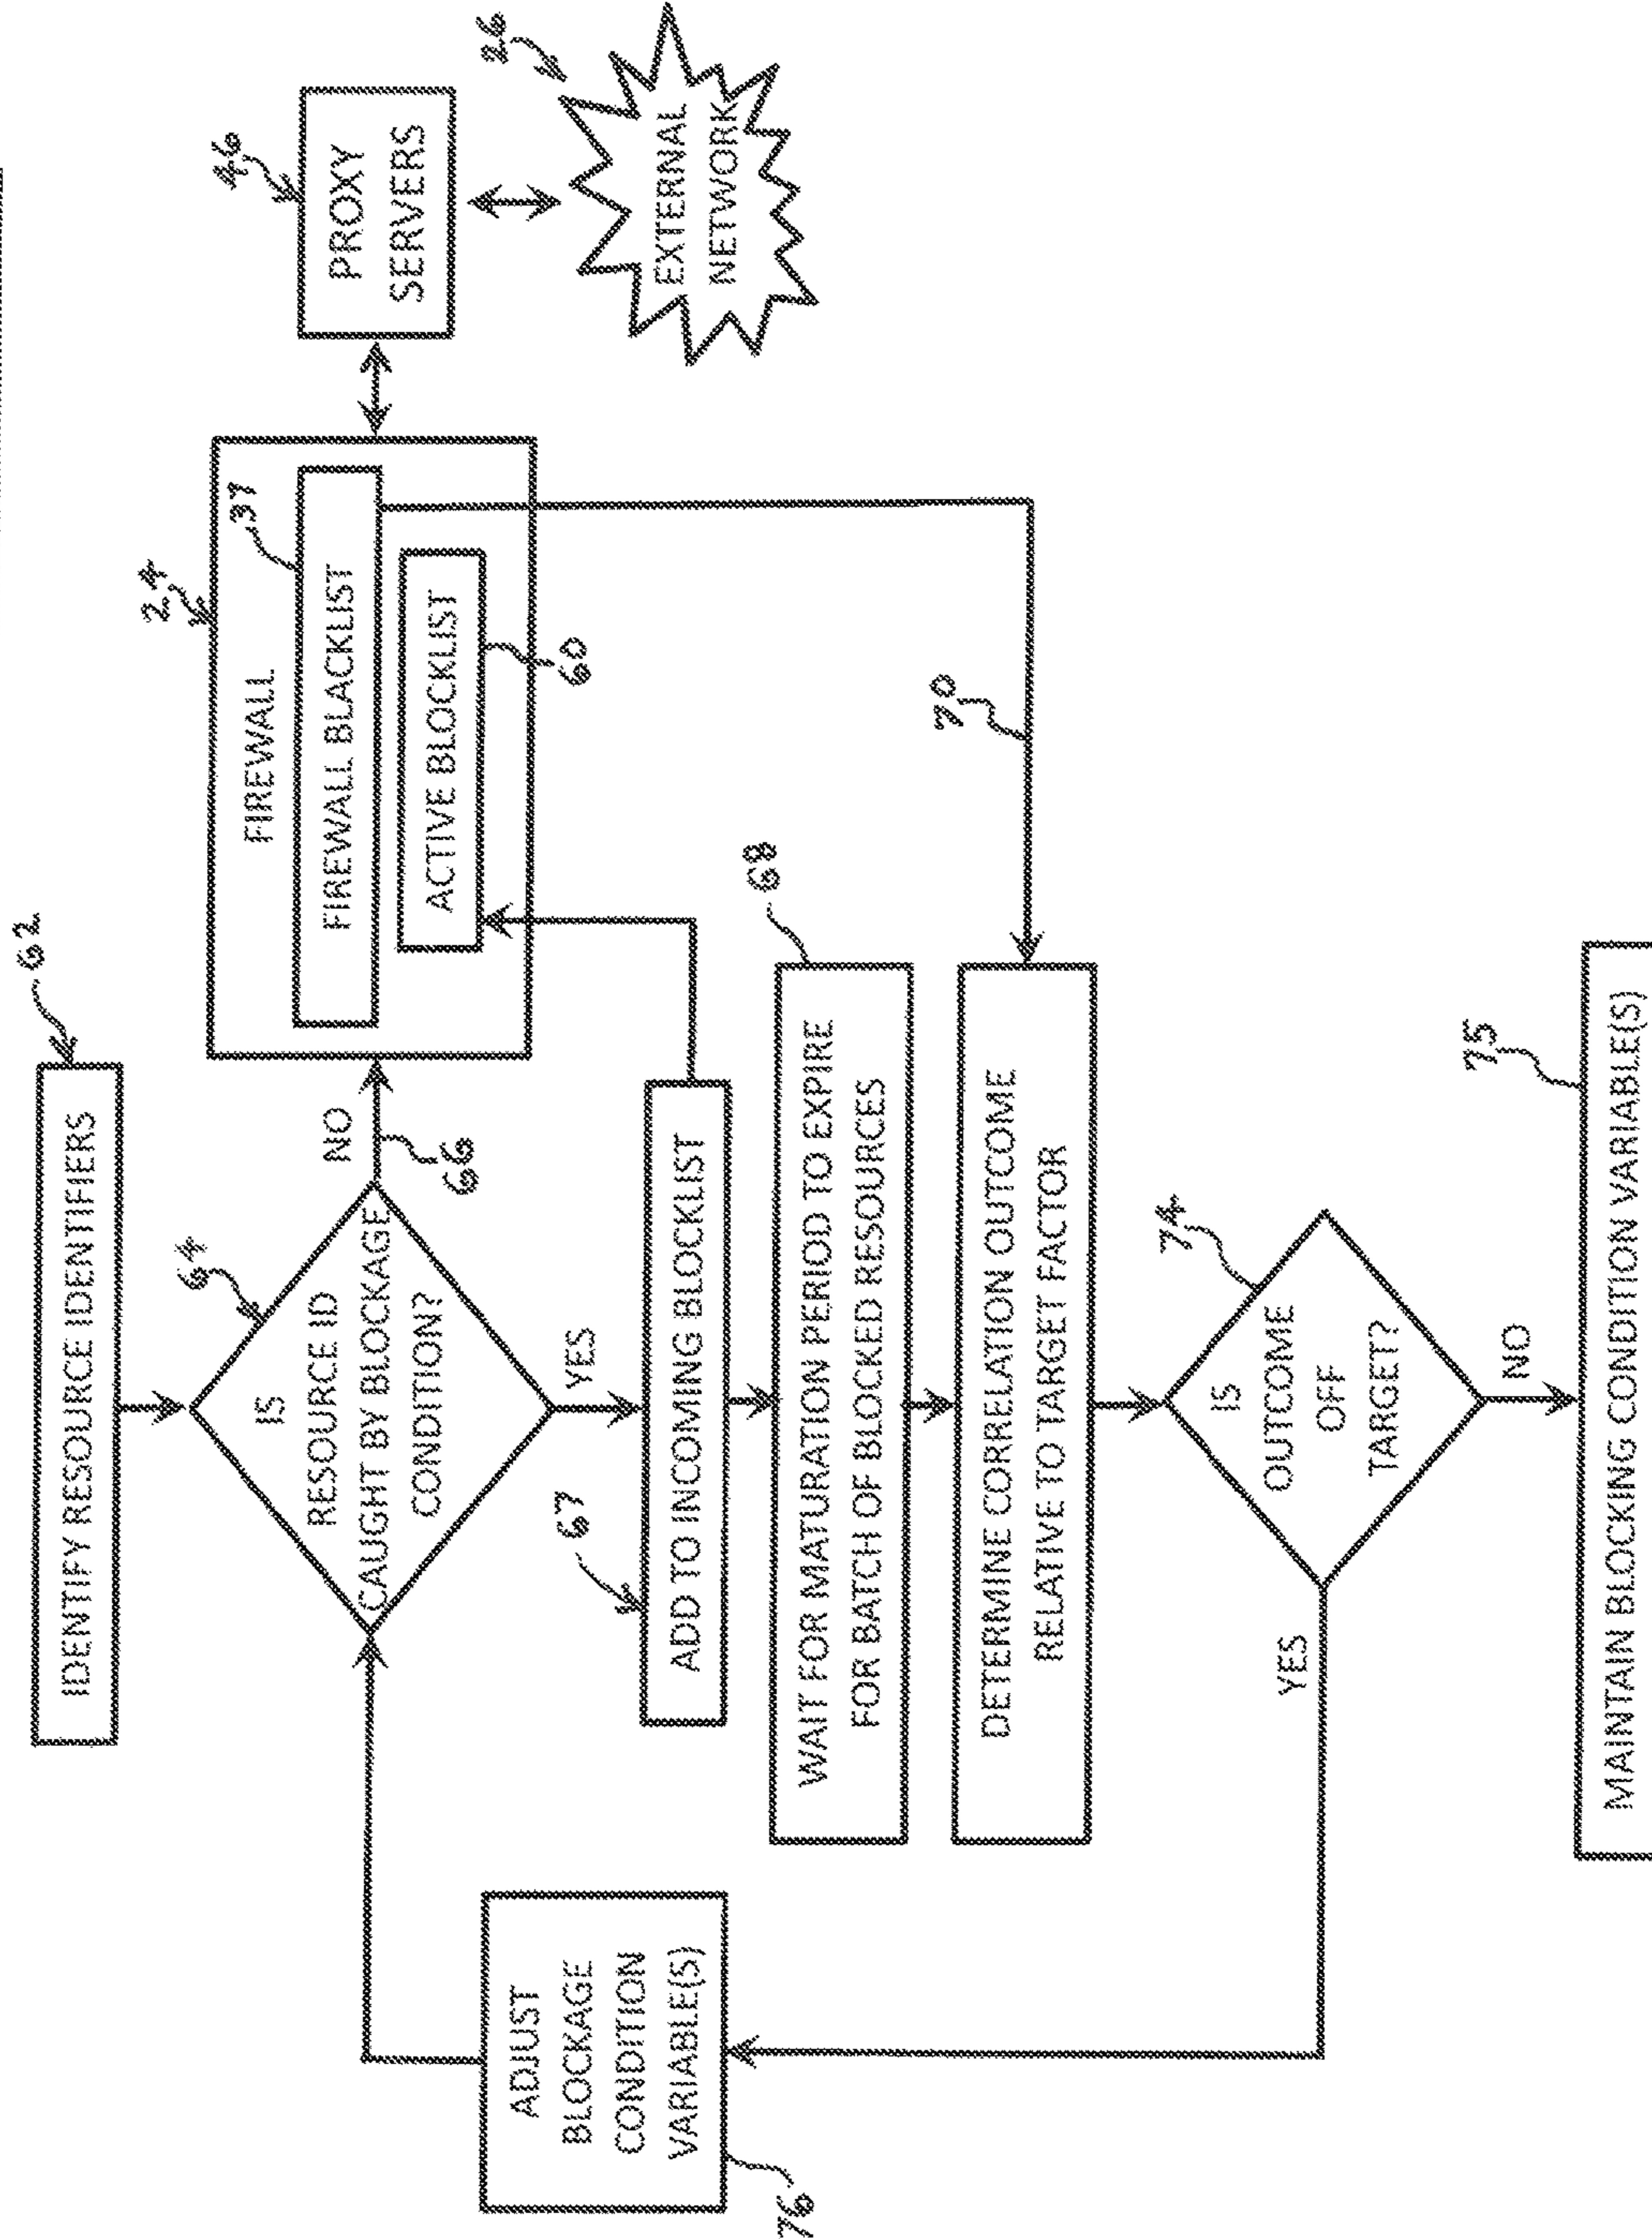 62
IDENTIFY RESOURCE IDENTIFIERS
64
IS
RESOURCE ID
CAUGHT BY BLOCKAGE
CONDITION?
NO
66
YES
24
FIREWALL
37
FIREWALL BLACKLIST
ACTIVE BLOCKLIST
60
46
PROXY
SERVERS
26
EXTERNAL
NETWORK
67
ADD TO INCOMING BLOCKLIST
68
WAIT FOR MATURATION PERIOD TO EXPIRE
FOR BATCH OF BLOCKED RESOURCES
70
DETERMINE CORRELATION OUTCOME
RELATIVE TO TARGET FACTOR
74
IS
OUTCOME
OFF
TARGET?
YES
NO
ADJUST
BLOCKAGE
CONDITION
VARIABLE(S)
76
75
MAINTAIN BLOCKING CONDITION VARIABLE(S)